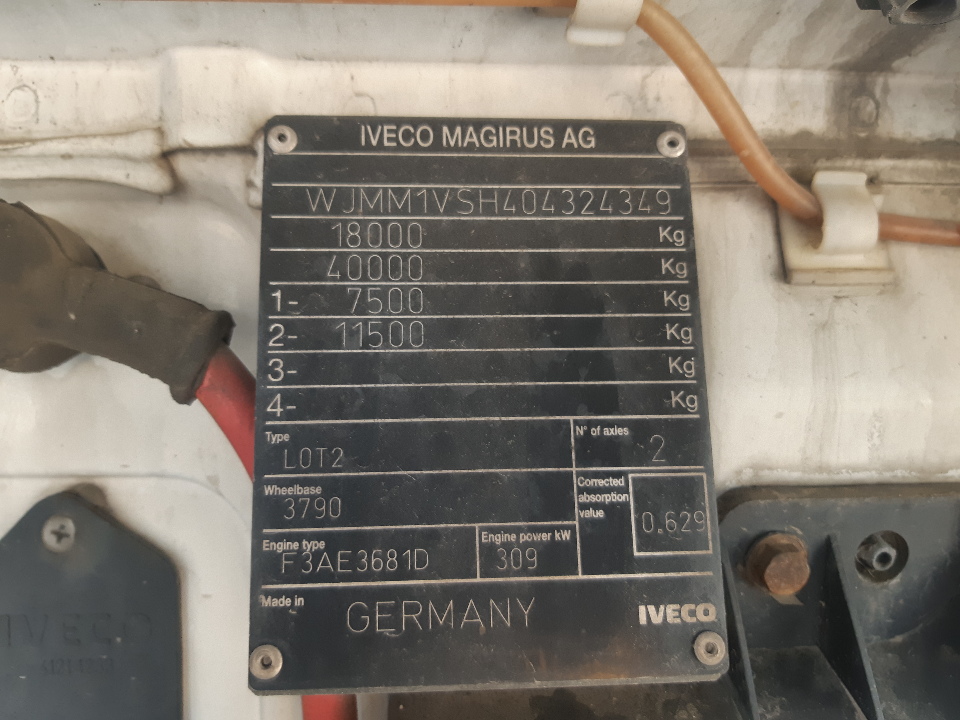 IVECO MAGIRUS AG
WJMM1VSH404324349
18000 Kg
40000 Kg
1- 7500 Kg
2- 11500 Kg
3- Kg
4- Kg
Type
LOT2
N° of axles
2
Wheelbase
3790
Corrected
absorption
value
0.629
Engine type
F3AE3681D
Engine power kW
309
Made in
GERMANY
IVECO
IVECO